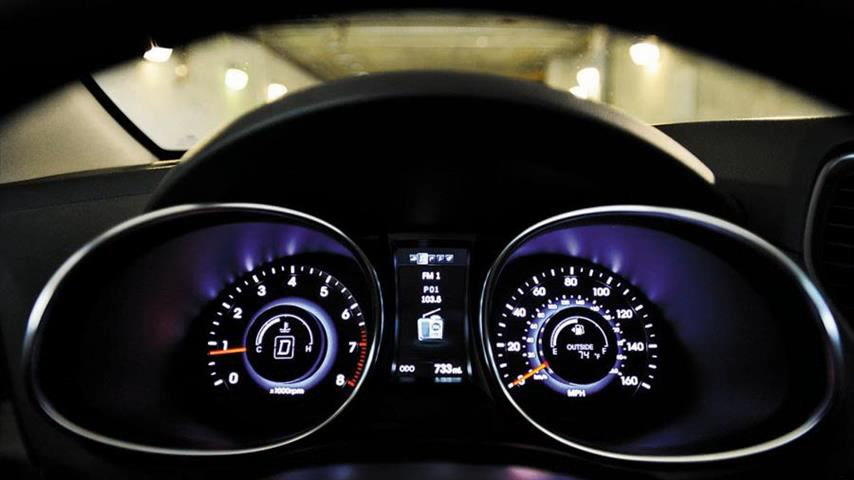 0 1 2 3 4 5 6 7 8
C H
D
x1000rpm
FM 1
P01
103.5
ODO 733mi
0 20 40 60 80 100 120 140 160
E F
OUTSIDE
74 °F
km/h
MPH